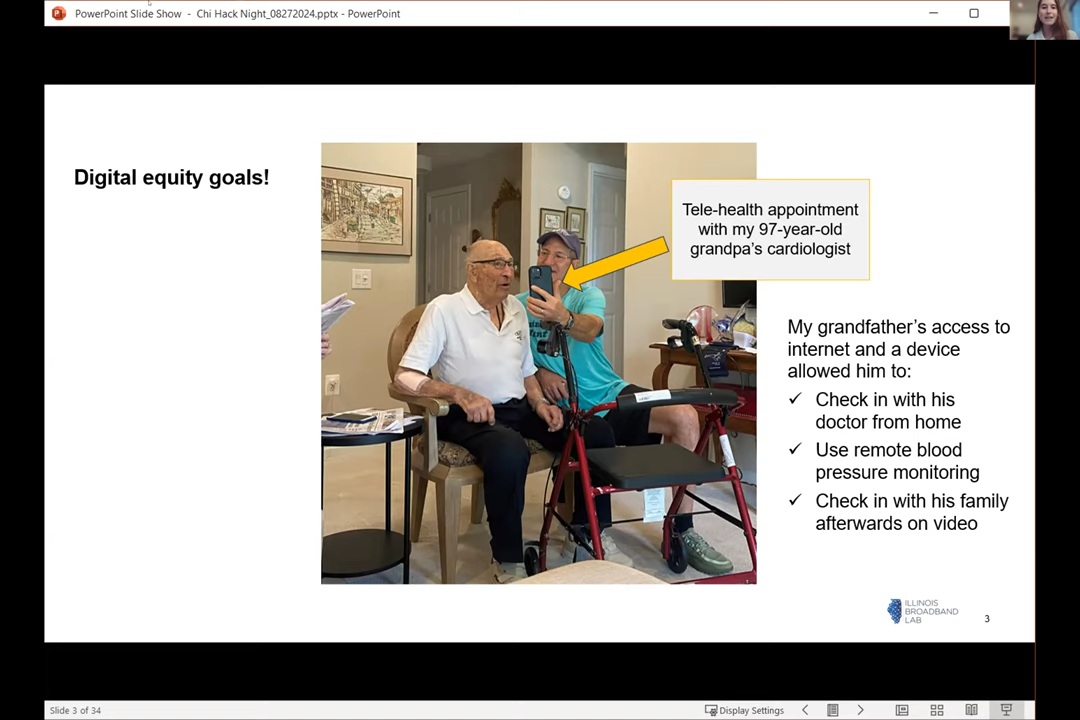 PowerPoint Slide Show - Chi Hack Night_08272024.pptx - PowerPoint
Digital equity goals!
Tele-health appointment
with my 97-year-old
grandpa's cardiologist
My grandfather's access to
internet and a device
allowed him to:
✓ Check in with his
doctor from home
✓ Use remote blood
pressure monitoring
✓ Check in with his family
afterwards on video
ILLINOIS
BROADBAND
LAB
3
Slide 3 of 34
Display Settings